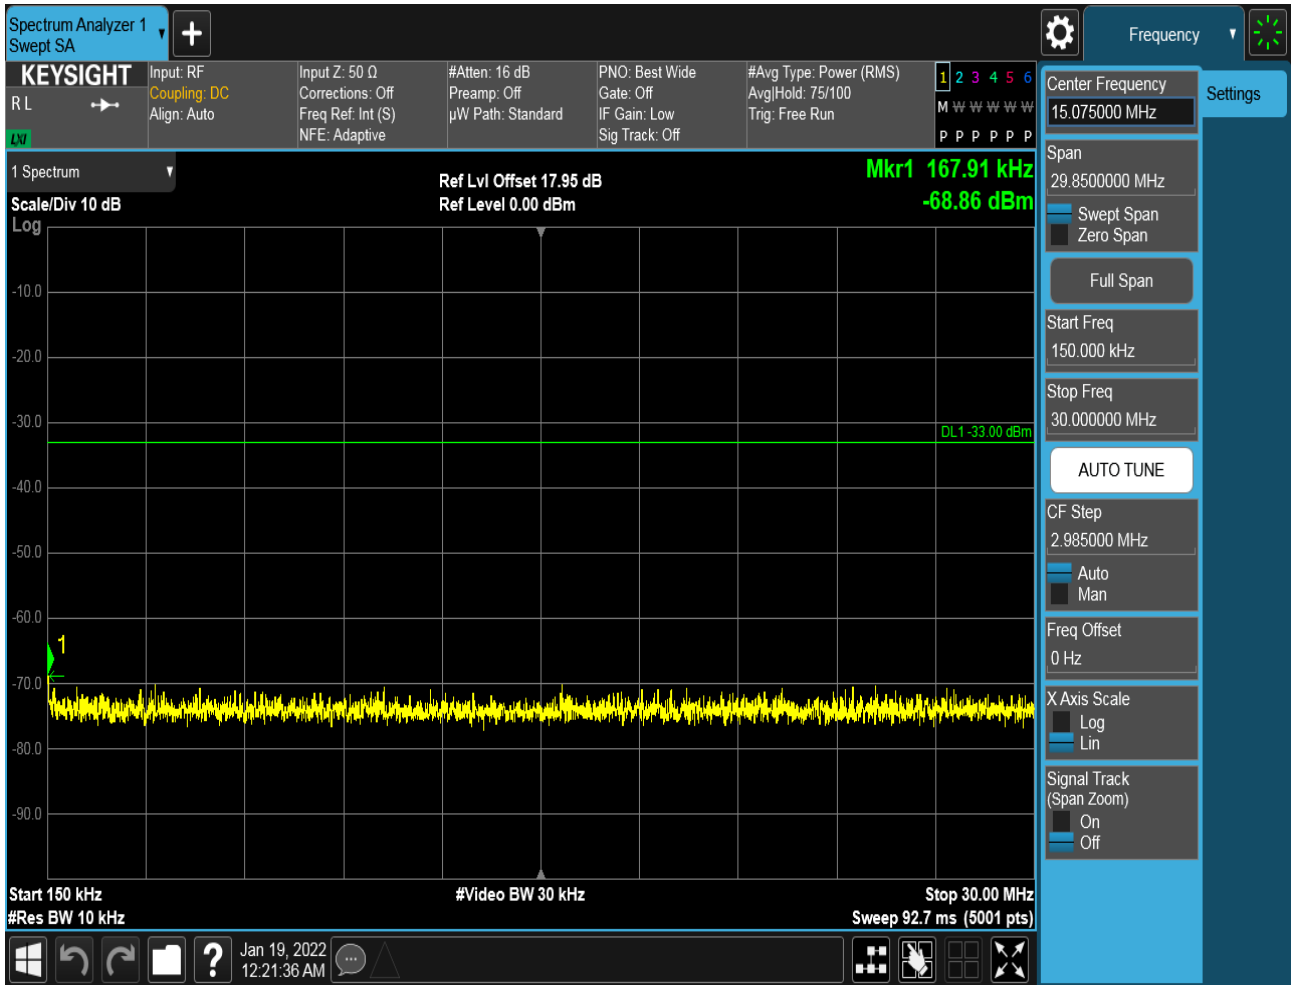 Spectrum Analyzer 1
Swept SA
Frequency
KEYSIGHT
R L
LXI
Input: RF
Coupling: DC
Align: Auto
Input Z: 50 Ω
Corrections: Off
Freq Ref: Int (S)
NFE: Adaptive
#Atten: 16 dB
Preamp: Off
µW Path: Standard
PNO: Best Wide
Gate: Off
IF Gain: Low
Sig Track: Off
#Avg Type: Power (RMS)
Avg|Hold: 75/100
Trig: Free Run
1 2 3 4 5 6
M W W W W W
P P P P P P
1 Spectrum
Scale/Div 10 dB
Log
Ref Lvl Offset 17.95 dB
Ref Level 0.00 dBm
Mkr1 167.91 kHz
-68.86 dBm
-10.0
-20.0
-30.0
DL1 -33.00 dBm
-40.0
-50.0
-60.0
1
-70.0
-80.0
-90.0
Start 150 kHz
#Video BW 30 kHz
Stop 30.00 MHz
#Res BW 10 kHz
Sweep 92.7 ms (5001 pts)
Center Frequency
15.075000 MHz
Settings
Span
29.8500000 MHz
Swept Span
Zero Span
Full Span
Start Freq
150.000 kHz
Stop Freq
30.000000 MHz
AUTO TUNE
CF Step
2.985000 MHz
Auto
Man
Freq Offset
0 Hz
X Axis Scale
Log
Lin
Signal Track
(Span Zoom)
On
Off
?
Jan 19, 2022
12:21:36 AM